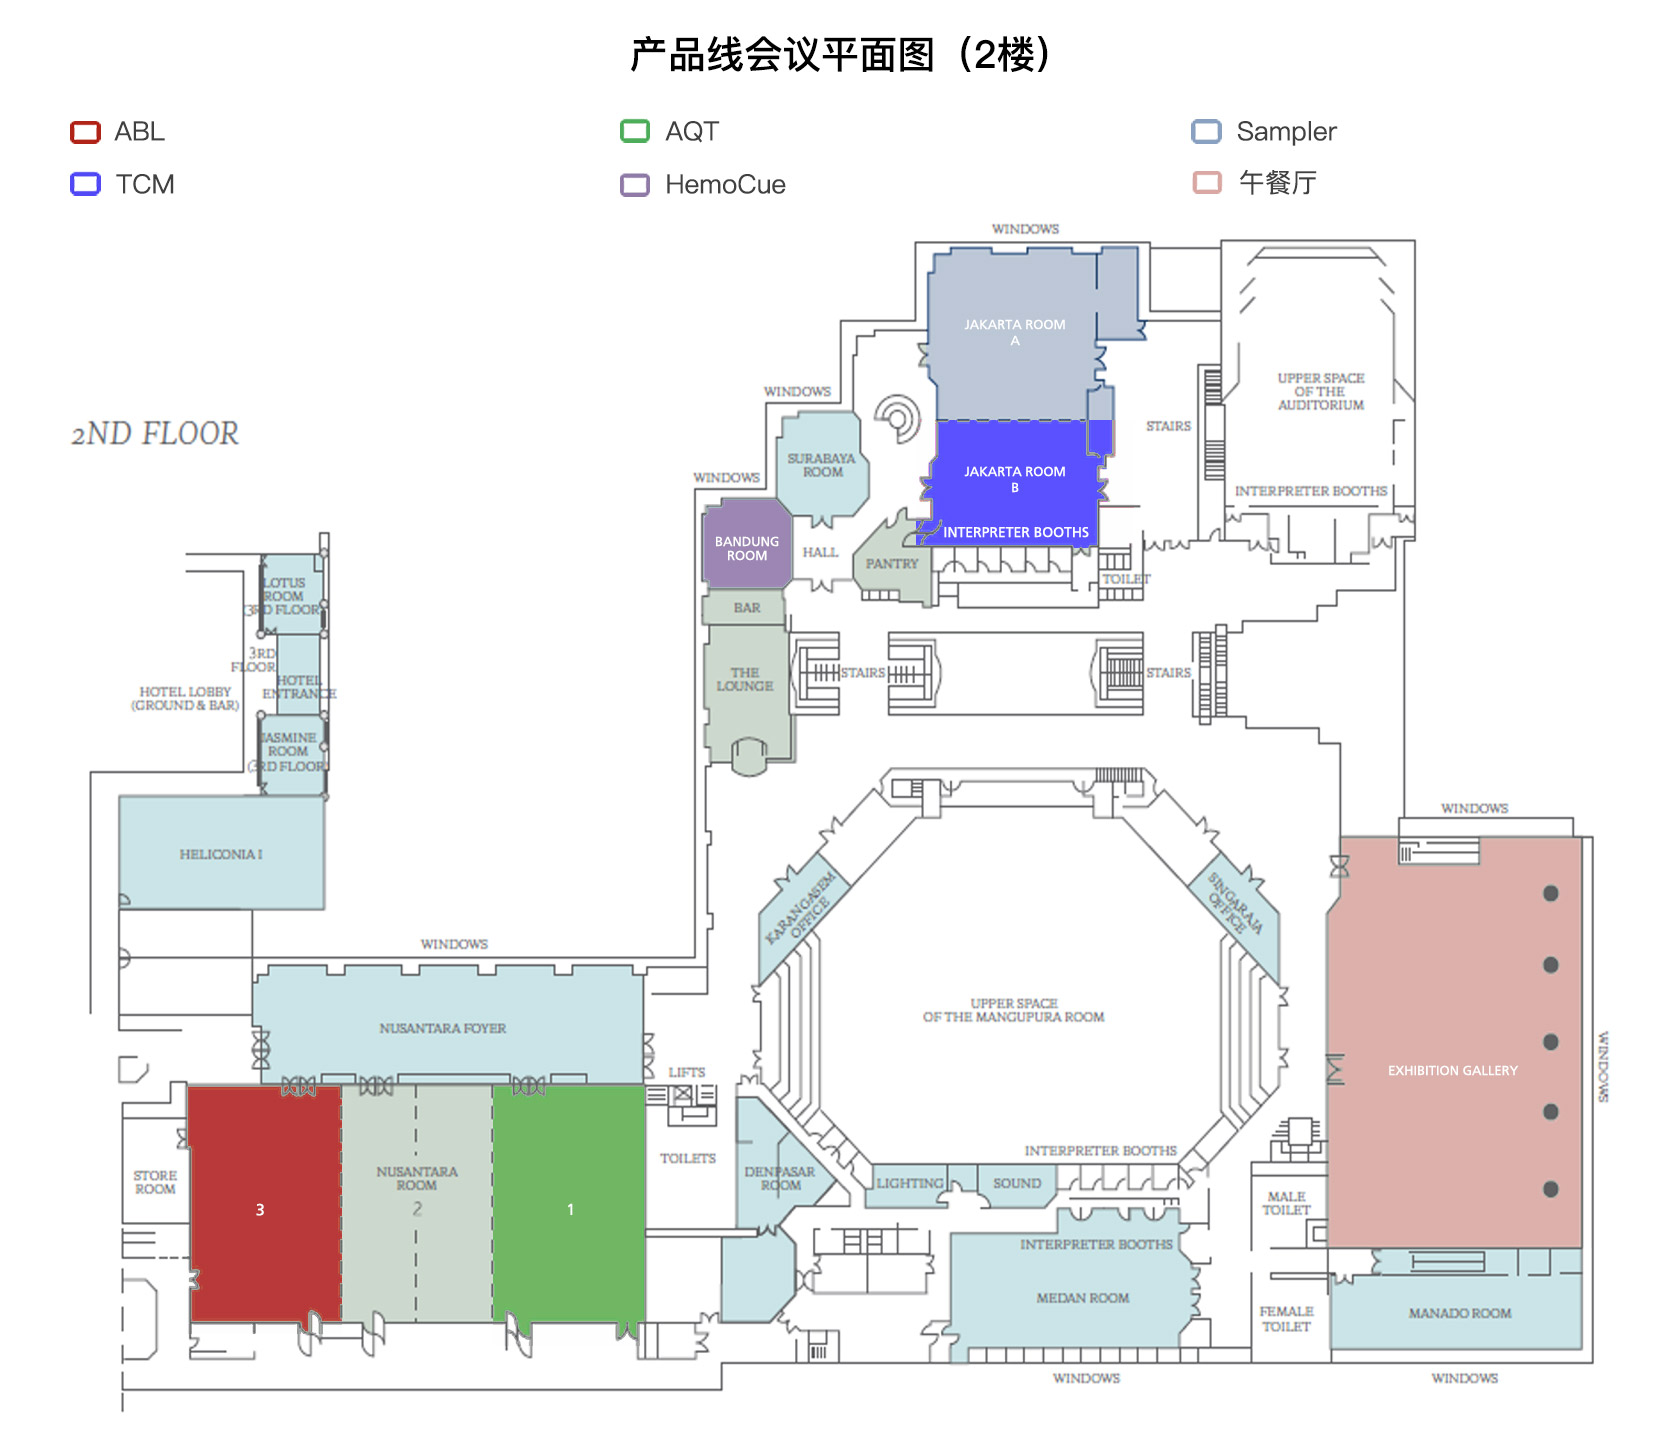 产品线会议平面图（2楼）
ABL
AQT
Sampler
TCM
HemoCue
午餐厅
2ND FLOOR
WINDOWS
JAKARTA ROOM
A
UPPER SPACE
OF THE
AUDITORIUM
WINDOWS
STAIRS
SURABAYA
ROOM
JAKARTA ROOM
B
WINDOWS
INTERPRETER BOOTHS
INTERPRETER BOOTHS
BANDUNG
ROOM
HALL
PANTRY
TOILET
LOTUS
ROOM
(3RD FLOOR)
BAR
3RD
FLOOR
HOTEL
ENTRANCE
HOTEL LOBBY
(GROUND & BAR)
THE
LOUNGE
STAIRS
STAIRS
JASMINE
ROOM
(3RD FLOOR)
WINDOWS
HELICONIA I
KARANGASEM
OFFICE
SINGARAJA
OFFICE
WINDOWS
UPPER SPACE
OF THE MANGUPURA ROOM
NUSANTARA FOYER
LIFTS
EXHIBITION GALLERY
WINDOWS
INTERPRETER BOOTHS
TOILETS
STORE
ROOM
NUSANTARA
ROOM
3
2
1
DENPASAR
ROOM
LIGHTING
SOUND
MALE
TOILET
INTERPRETER BOOTHS
MEDAN ROOM
FEMALE
TOILET
MANADO ROOM
WINDOWS
WINDOWS